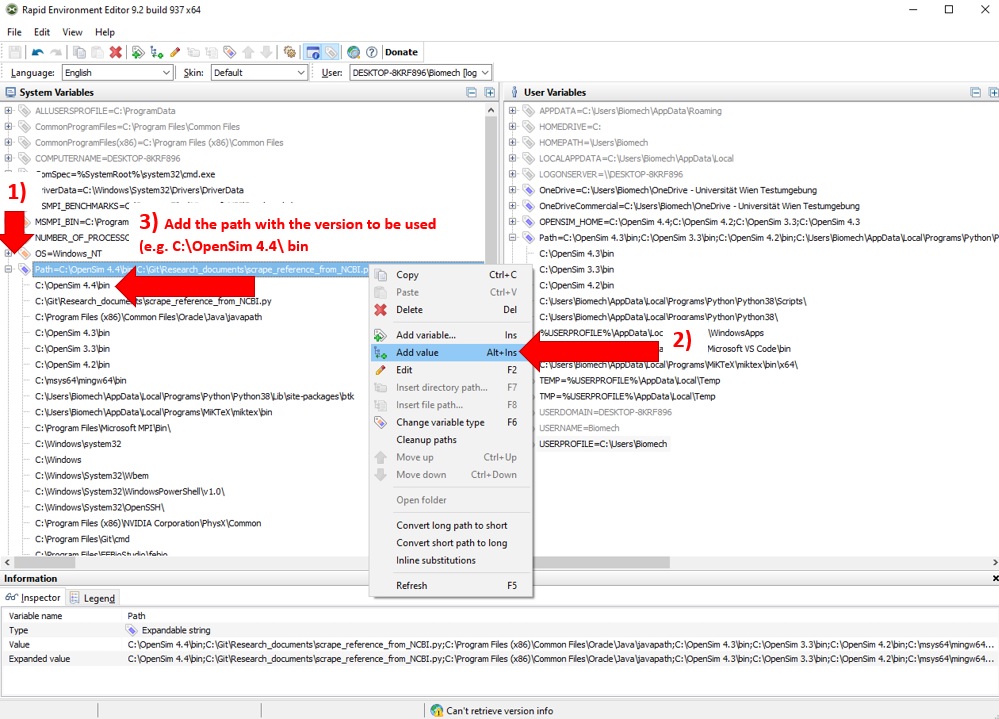 Rapid Environment Editor 9.2 build 937 x64
File Edit View Help
Donate
Language: English Skin: Default User: DESKTOP-8KRF896\Biomech [log
System Variables
ALLUSERSPROFILE=C:\ProgramData
CommonProgramFiles=C:\Program Files\Common Files
CommonProgramFiles(x86)=C:\Program Files (x86)\Common Files
COMPUTERNAME=DESKTOP-8KRF896
omSpec=%SystemRoot%\system32\cmd.exe
riverData=C:\Windows\System32\Drivers\DriverData
SMPI_BENCHMARKS=C
MSMPI_BIN=C:\Program
NUMBER_OF_PROCESSO
OS=Windows_NT
Path=C:\OpenSim 4.4\bin;C:\Git\Research_documents\scrape_reference_from_NCBI.p
C:\OpenSim 4.4\bin
C:\Git\Research_documents\scrape_reference_from_NCBI.py
C:\Program Files (x86)\Common Files\Oracle\Java\javapath
C:\OpenSim 4.3\bin
C:\OpenSim 3.3\bin
C:\OpenSim 4.2\bin
C:\msys64\mingw64\bin
C:\Users\Biomech\AppData\Local\Programs\Python\Python38\Lib\site-packages\btk
C:\Users\Biomech\AppData\Local\Programs\MiKTeX\miktex\bin
C:\Program Files\Microsoft MPI\Bin\
C:\Windows\system32
C:\Windows
C:\Windows\System32\Wbem
C:\Windows\System32\WindowsPowerShell\v1.0\
C:\Windows\System32\OpenSSH\
C:\Program Files (x86)\NVIDIA Corporation\PhysX\Common
C:\Program Files\Git\cmd
C:\Program Files\FEBioStudio\febio
1)
3) Add the path with the version to be used
(e.g. C:\OpenSim 4.4\ bin
Copy Ctrl+C
Paste Ctrl+V
Delete Del
Add variable... Ins
Add value Alt+Ins
Edit F2
Insert directory path... F7
Insert file path... F8
Change variable type F6
Cleanup paths
Move up Ctrl+Up
Move down Ctrl+Down
Open folder
Convert long path to short
Convert short path to long
Inline substitutions
Refresh F5
2)
User Variables
APPDATA=C:\Users\Biomech\AppData\Roaming
HOMEDRIVE=C:
HOMEPATH=\Users\Biomech
LOCALAPPDATA=C:\Users\Biomech\AppData\Local
LOGONSERVER=\\DESKTOP-8KRF896
OneDrive=C:\Users\Biomech\OneDrive - Universität Wien Testumgebung
OneDriveCommercial=C:\Users\Biomech\OneDrive - Universität Wien Testumgebung
OPENSIM_HOME=C:\OpenSim 4.4;C:\OpenSim 4.2;C:\OpenSim 3.3;C:\OpenSim 4.3
Path=C:\OpenSim 4.3\bin;C:\OpenSim 3.3\bin;C:\OpenSim 4.2\bin;C:\Users\Biomech\AppData\Local\Programs\Python\P
C:\OpenSim 4.3\bin
C:\OpenSim 3.3\bin
C:\OpenSim 4.2\bin
C:\Users\Biomech\AppData\Local\Programs\Python\Python38\Scripts\
C:\Users\Biomech\AppData\Local\Programs\Python\Python38\
%USERPROFILE%\AppData\Loc \WindowsApps
Microsoft VS Code\bin
C:\Users\Biomech\AppData\Local\Programs\MiKTeX\miktex\bin\x64\
TEMP=%USERPROFILE%\AppData\Local\Temp
TMP=%USERPROFILE%\AppData\Local\Temp
USERDOMAIN=DESKTOP-8KRF896
USERNAME=Biomech
USERPROFILE=C:\Users\Biomech
Information
Inspector Legend
Variable name Path
Type Expandable string
Value C:\OpenSim 4.4\bin;C:\Git\Research_documents\scrape_reference_from_NCBI.py;C:\Program Files (x86)\Common Files\Oracle\Java\javapath;C:\OpenSim 4.3\bin;C:\OpenSim 3.3\bin;C:\OpenSim 4.2\bin;C:\msys64\mingw64...
Expanded value C:\OpenSim 4.4\bin;C:\Git\Research_documents\scrape_reference_from_NCBI.py;C:\Program Files (x86)\Common Files\Oracle\Java\javapath;C:\OpenSim 4.3\bin;C:\OpenSim 3.3\bin;C:\OpenSim 4.2\bin;C:\msys64\mingw64...
Can't retrieve version info